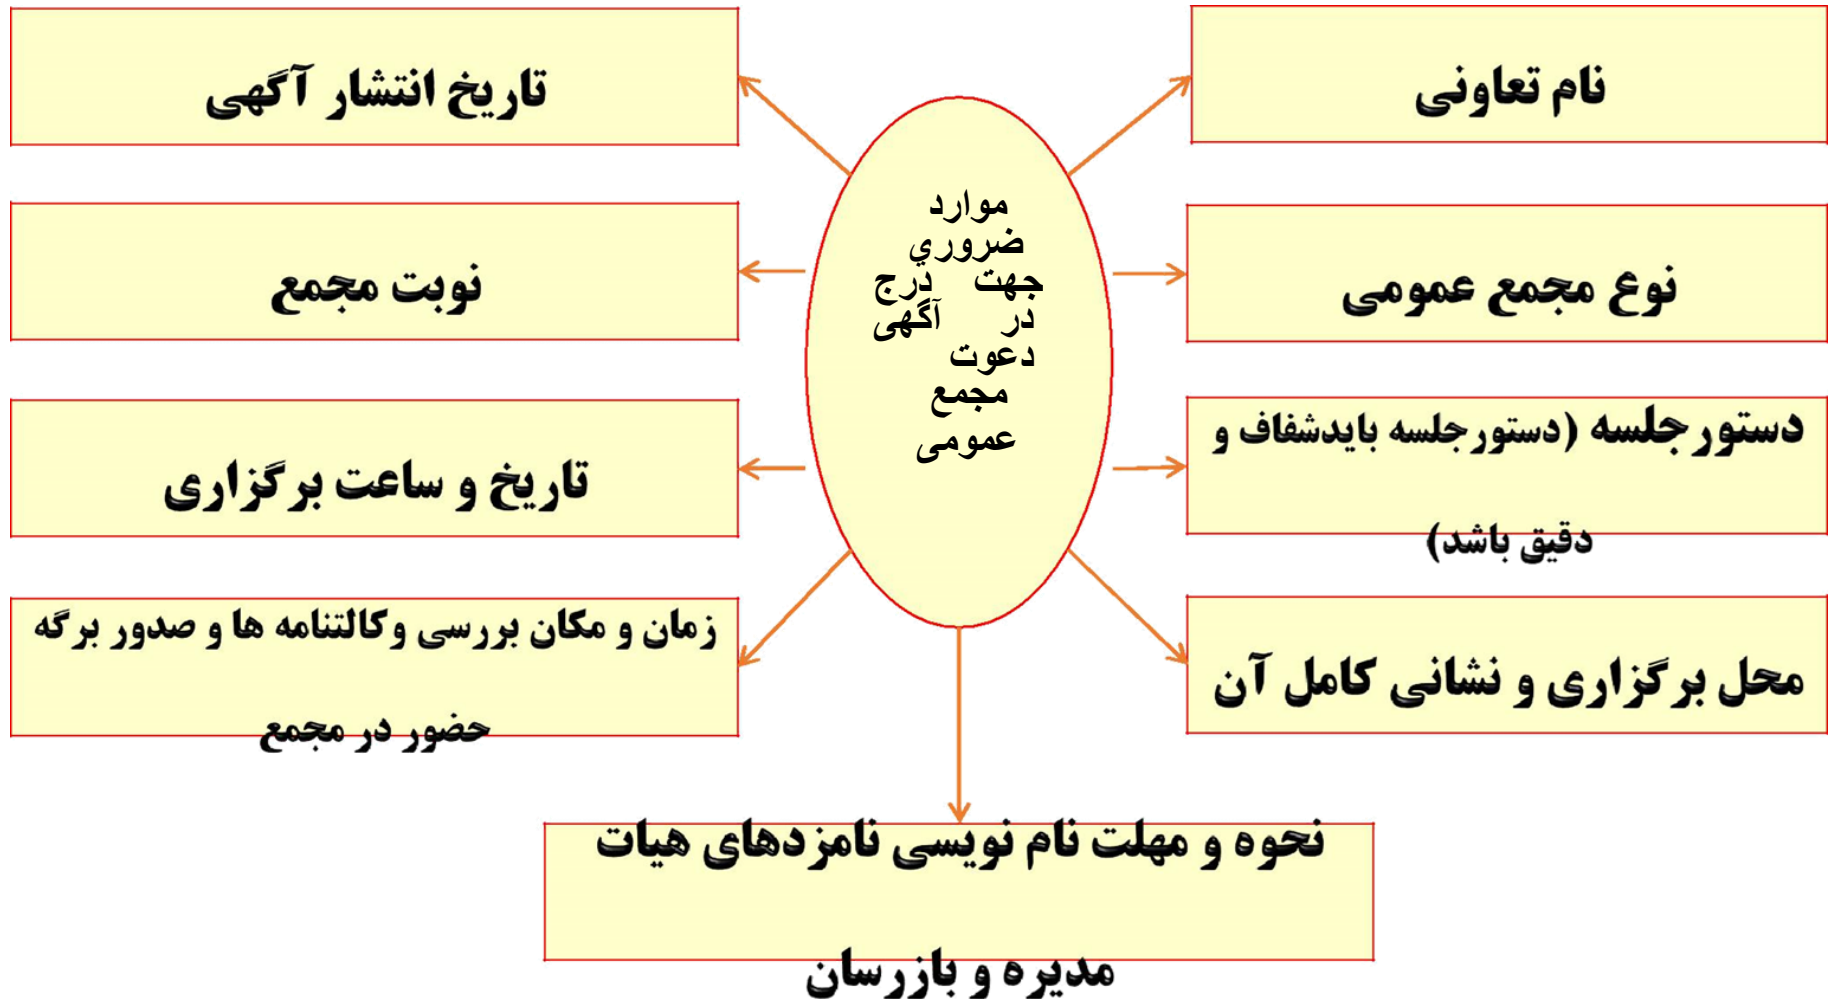 نام تعاونی
تاریخ انتشار آگهی
موارد
ضروري
جهت درج
در آگهی
دعوت
مجمع
عمومی
نوع مجمع عمومی
نوبت مجمع
دستورجلسه (دستورجلسه بایدشفاف و
دقیق باشد)
تاریخ و ساعت برگزاری
محل برگزاری و نشانی کامل آن
زمان و مکان بررسی وکالتنامه ها و صدور برگه
حضور در مجمع
نحوه و مهلت نام نویسی نامزدهای هیات
مدیره و بازرسان